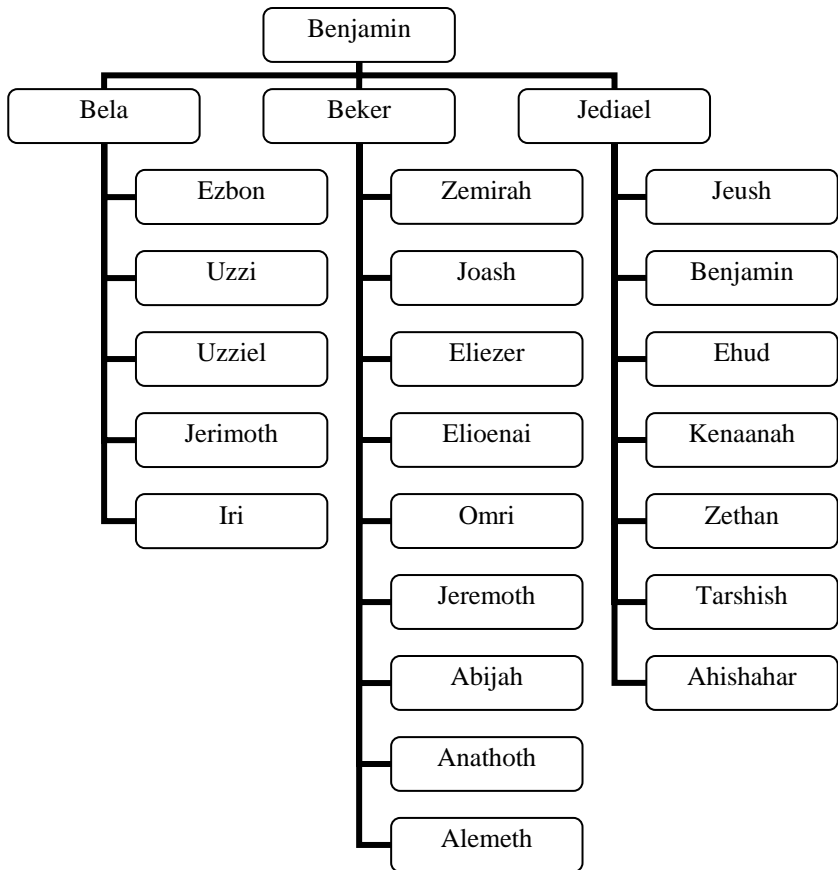 Benjamin
Bela
Beker
Jediael
Ezbon
Uzzi
Uzziel
Jerimoth
Iri
Zemirah
Joash
Eliezer
Elioenai
Omri
Jeremoth
Abijah
Anathoth
Alemeth
Jeush
Benjamin
Ehud
Kenaanah
Zethan
Tarshish
Ahishahar